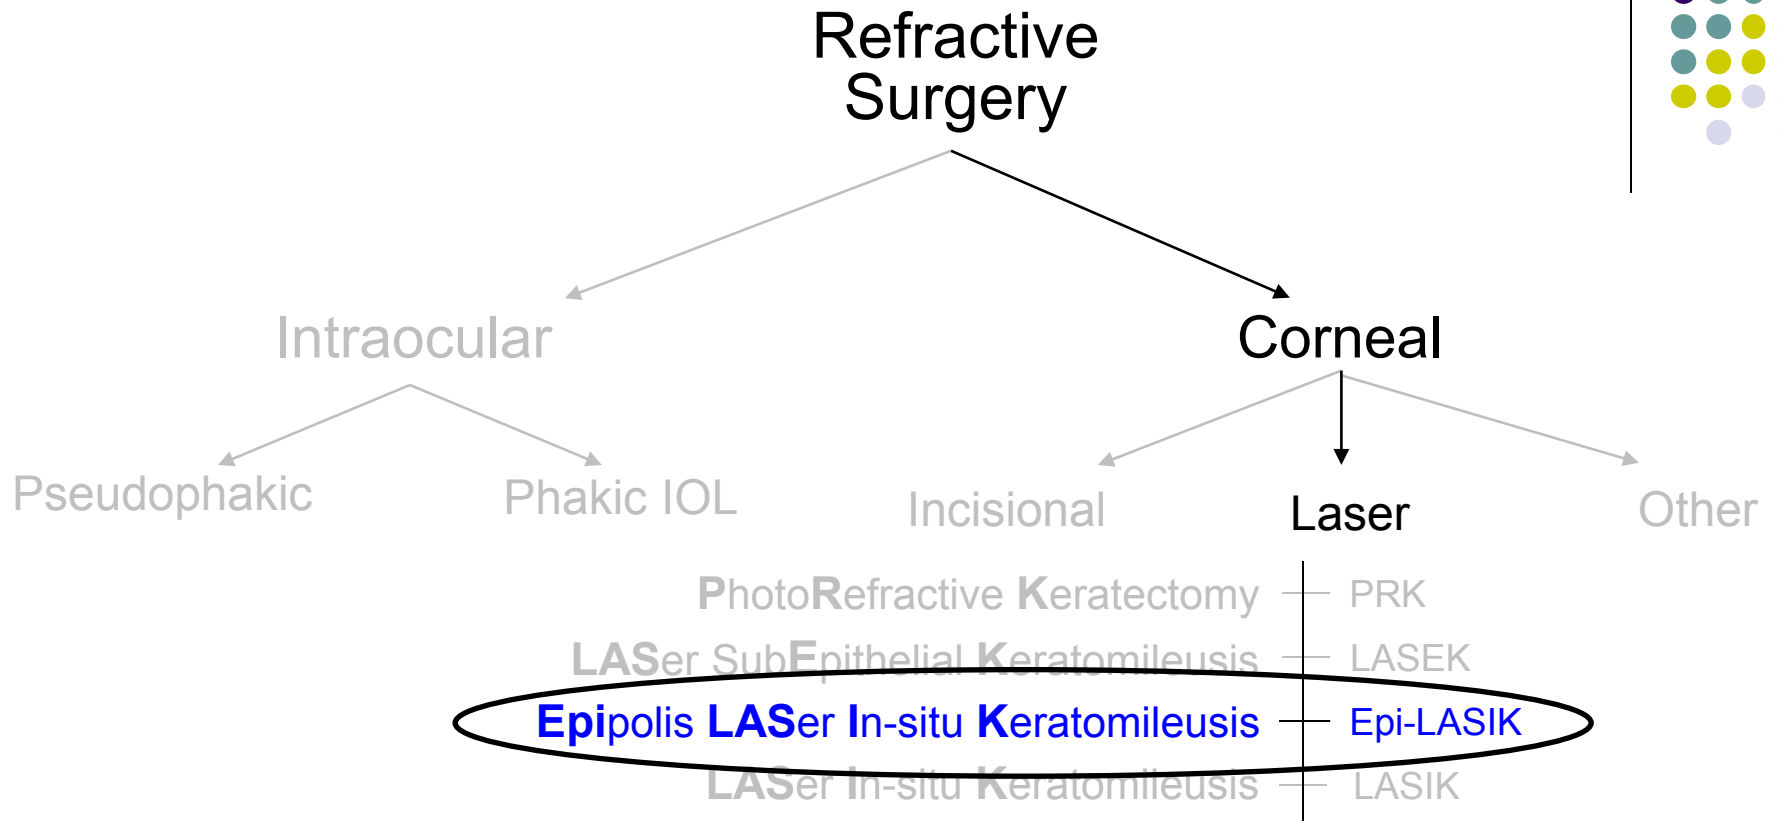 Refractive
Surgery
Intraocular
Corneal
Pseudophakic
Phakic IOL
Incisional
Laser
Other
PhotoRefractive Keratectomy
PRK
LASer SubEpithelial Keratomileusis
LASEK
Epipolis LASer In-situ Keratomileusis
Epi-LASIK
LASer In-situ Keratomileusis
LASIK